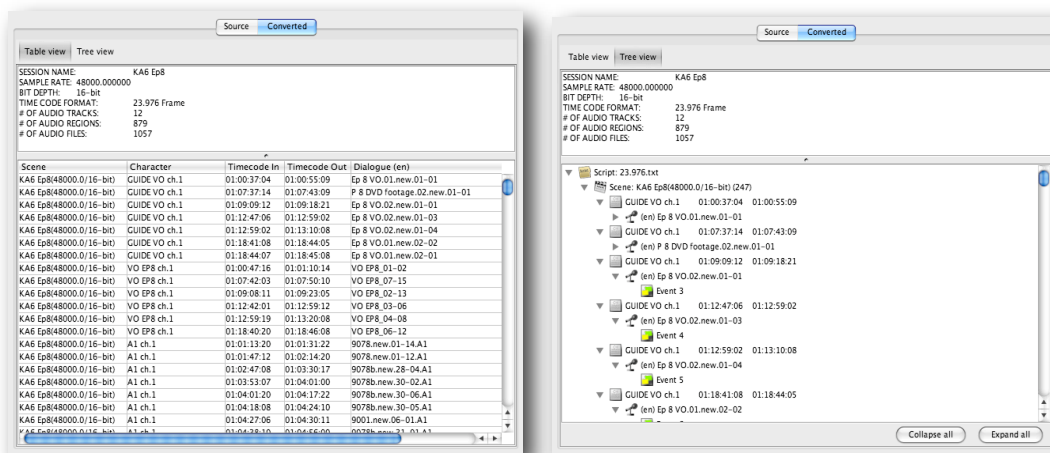 Source Converted
Table view Tree view
SESSION NAME: KA6 Ep8
SAMPLE RATE: 48000.000000
BIT DEPTH: 16-bit
TIME CODE FORMAT: 23.976 Frame
# OF AUDIO TRACKS: 12
# OF AUDIO REGIONS: 879
# OF AUDIO FILES: 1057
Scene Character Timecode In Timecode Out Dialogue (en)
KA6 Ep8(48000.0/16-bit) GUIDE VO ch.1 01:00:37:04 01:00:55:09 Ep 8 VO.01.new.01-01
KA6 Ep8(48000.0/16-bit) GUIDE VO ch.1 01:07:37:14 01:07:43:09 P 8 DVD footage.02.new.01-01
KA6 Ep8(48000.0/16-bit) GUIDE VO ch.1 01:09:09:12 01:09:18:21 Ep 8 VO.02.new.01-01
KA6 Ep8(48000.0/16-bit) GUIDE VO ch.1 01:12:47:06 01:12:59:02 Ep 8 VO.02.new.01-03
KA6 Ep8(48000.0/16-bit) GUIDE VO ch.1 01:12:59:02 01:13:10:08 Ep 8 VO.02.new.01-04
KA6 Ep8(48000.0/16-bit) GUIDE VO ch.1 01:18:41:08 01:18:44:05 Ep 8 VO.01.new.02-02
KA6 Ep8(48000.0/16-bit) GUIDE VO ch.1 01:18:44:07 01:18:45:08 Ep 8 VO.01.new.02-01
KA6 Ep8(48000.0/16-bit) VO EP8 ch.1 01:00:47:16 01:01:10:14 VO EP8_01-02
KA6 Ep8(48000.0/16-bit) VO EP8 ch.1 01:07:42:03 01:07:50:10 VO EP8_07-15
KA6 Ep8(48000.0/16-bit) VO EP8 ch.1 01:09:08:11 01:09:23:05 VO EP8_02-13
KA6 Ep8(48000.0/16-bit) VO EP8 ch.1 01:12:42:01 01:12:59:12 VO EP8_03-06
KA6 Ep8(48000.0/16-bit) VO EP8 ch.1 01:12:59:19 01:13:20:08 VO EP8_04-08
KA6 Ep8(48000.0/16-bit) VO EP8 ch.1 01:18:40:20 01:18:46:08 VO EP8_06-12
KA6 Ep8(48000.0/16-bit) A1 ch.1 01:01:13:20 01:01:31:22 9078.new.01-14.A1
KA6 Ep8(48000.0/16-bit) A1 ch.1 01:01:47:12 01:02:14:20 9078.new.01-12.A1
KA6 Ep8(48000.0/16-bit) A1 ch.1 01:02:47:08 01:03:30:17 9078b.new.28-04.A1
KA6 Ep8(48000.0/16-bit) A1 ch.1 01:03:53:07 01:04:01:00 9078b.new.30-02.A1
KA6 Ep8(48000.0/16-bit) A1 ch.1 01:04:01:20 01:04:17:22 9078b.new.30-06.A1
KA6 Ep8(48000.0/16-bit) A1 ch.1 01:04:18:08 01:04:24:10 9078b.new.30-05.A1
KA6 Ep8(48000.0/16-bit) A1 ch.1 01:04:27:06 01:04:30:11 9001.new.06-01.A1
Source Converted
Table view Tree view
SESSION NAME: KA6 Ep8
SAMPLE RATE: 48000.000000
BIT DEPTH: 16-bit
TIME CODE FORMAT: 23.976 Frame
# OF AUDIO TRACKS: 12
# OF AUDIO REGIONS: 879
# OF AUDIO FILES: 1057
Script: 23.976.txt
Scene: KA6 Ep8(48000.0/16-bit) (247)
GUIDE VO ch.1 01:00:37:04 01:00:55:09
(en) Ep 8 VO.01.new.01-01
GUIDE VO ch.1 01:07:37:14 01:07:43:09
(en) P 8 DVD footage.02.new.01-01
GUIDE VO ch.1 01:09:09:12 01:09:18:21
(en) Ep 8 VO.02.new.01-01
Event 3
GUIDE VO ch.1 01:12:47:06 01:12:59:02
(en) Ep 8 VO.02.new.01-03
Event 4
GUIDE VO ch.1 01:12:59:02 01:13:10:08
(en) Ep 8 VO.02.new.01-04
Event 5
GUIDE VO ch.1 01:18:41:08 01:18:44:05
(en) Ep 8 VO.01.new.02-02
Collapse all Expand all